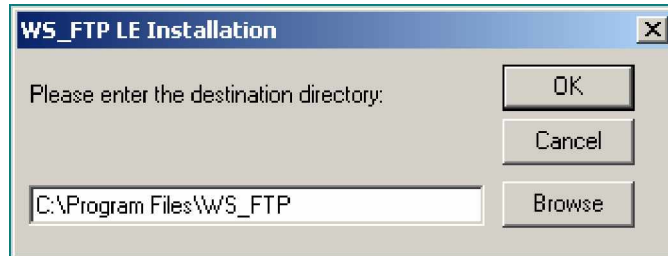 WS_FTP LE Installation
Please enter the destination directory:
OK
Cancel
C:\Program Files\WS_FTP
Browse